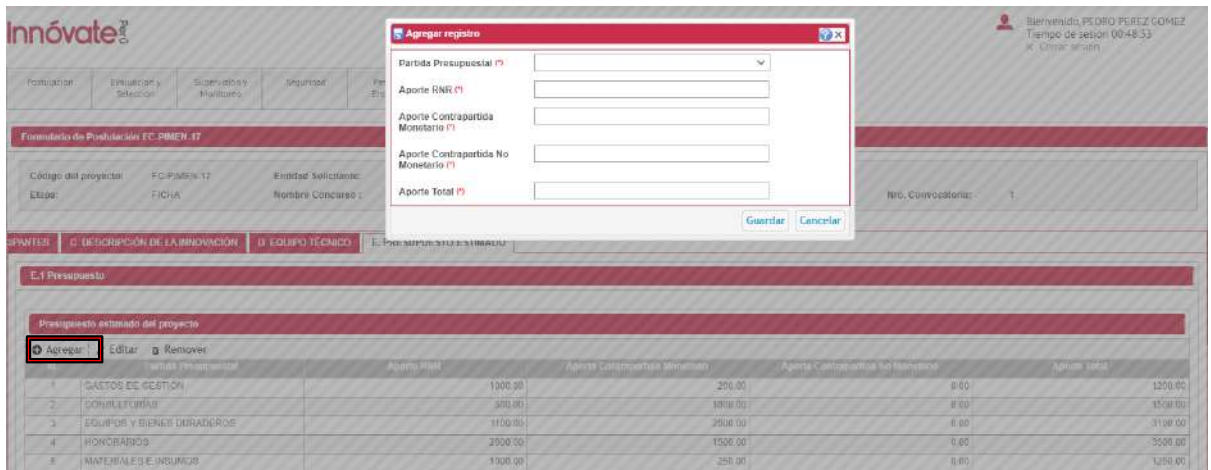 Innóvate Perú
Bienvenido, PEDRO PEREZ GOMEZ
Tiempo de sesión 00:48:53
Cerrar sesión
Postulación
Evaluación y Selección
Supervisión y Monitoreo
Seguridad
Agregar registro
Partida Presupuestal (*)
Aporte RNR (*)
Aporte Contrapartida
Monetario (*)
Aporte Contrapartida No
Monetario (*)
Aporte Total (*)
Guardar Cancelar
Formulario de Postulación FC-PIMEN-17
Código del proyecto: FC-PIMEN-17 Entidad Solicitante:
Etapa: FICHA Nombre Concurso : Nro. Convocatoria: 1
IPANTES C. DESCRIPCIÓN DE LA INNOVACIÓN D. EQUIPO TÉCNICO E. PRESUPUESTO ESTIMADO
E.1 Presupuesto
Presupuesto estimado del proyecto
Agregar Editar Remover
Partida Presupuestal Aporte RNR Aporte Contrapartida Monetario Aporte Contrapartida No Monetario Aporte Total
1 GASTOS DE GESTIÓN 1000.00 200.00 0.00 1200.00
2 CONSULTORÍAS 500.00 1000.00 0.00 1500.00
3 EQUIPOS Y BIENES DURADEROS 1100.00 2000.00 0.00 3100.00
4 HONORARIOS 2000.00 1500.00 0.00 3500.00
5 MATERIALES E INSUMOS 1000.00 250.00 0.00 1250.00